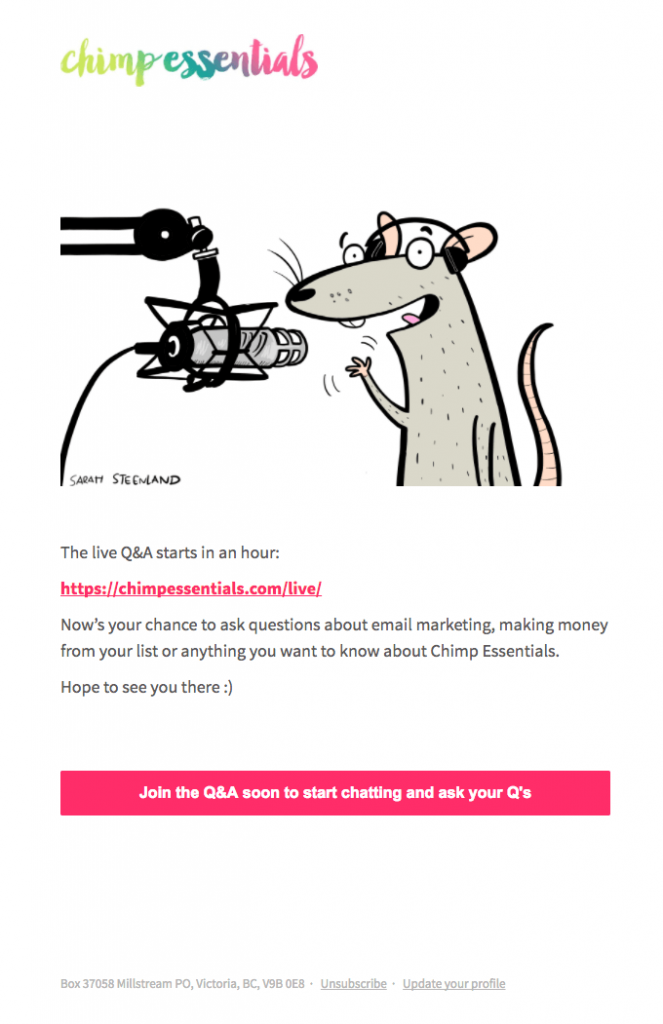 chimpessentials
SARAH STEENLAND
The live Q&A starts in an hour:
https://chimpessentials.com/live/
Now’s your chance to ask questions about email marketing, making money
from your list or anything you want to know about Chimp Essentials.
Hope to see you there :)
Join the Q&A soon to start chatting and ask your Q's
Box 37058 Millstream PO, Victoria, BC, V9B 0E8 · Unsubscribe · Update your profile